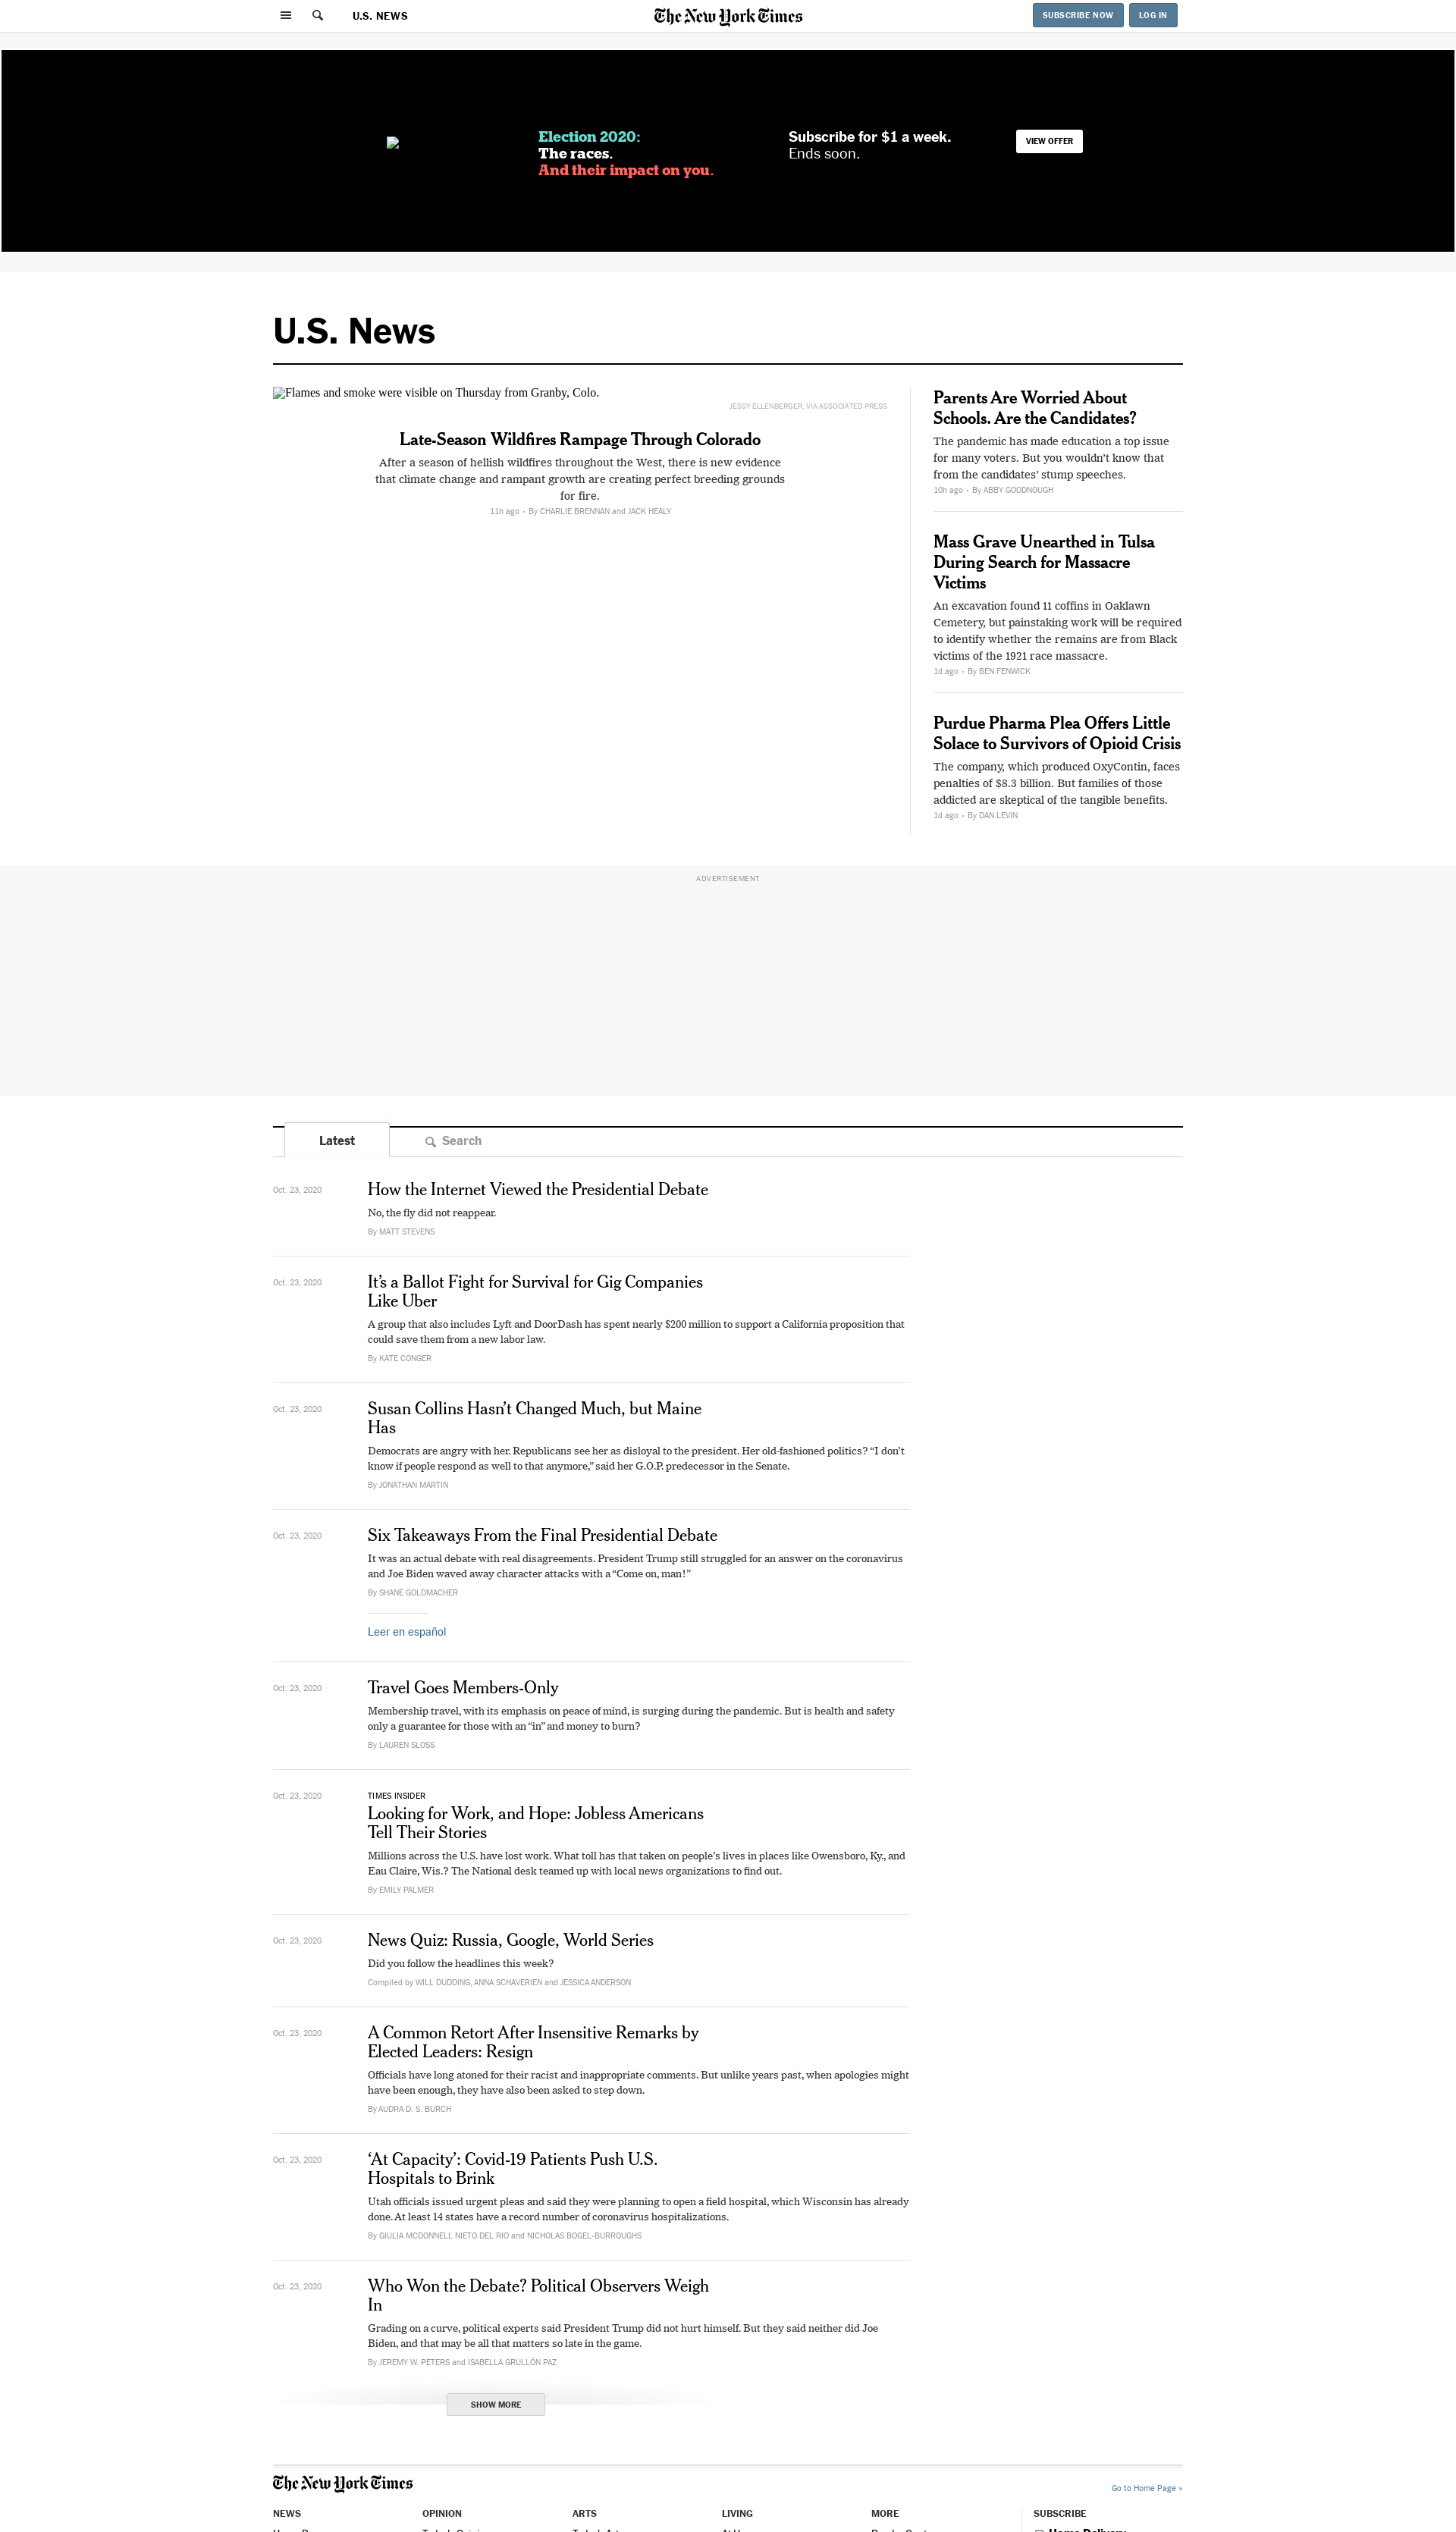 U.S. NEWS
The New York Times
SUBSCRIBE NOW
LOG IN
Election 2020:
The races.
And their impact on you.
Subscribe for $1 a week.
Ends soon.
VIEW OFFER
U.S. News
Flames and smoke were visible on Thursday from Granby, Colo.
JESSY ELLENBERGER, VIA ASSOCIATED PRESS
Late-Season Wildfires Rampage Through Colorado
After a season of hellish wildfires throughout the West, there is new evidence
that climate change and rampant growth are creating perfect breeding grounds
for fire.
11h ago • By CHARLIE BRENNAN and JACK HEALY
Parents Are Worried About
Schools. Are the Candidates?
The pandemic has made education a top issue
for many voters. But you wouldn't know that
from the candidates' stump speeches.
10h ago • By ABBY GOODNOUGH
Mass Grave Unearthed in Tulsa
During Search for Massacre
Victims
An excavation found 11 coffins in Oaklawn
Cemetery, but painstaking work will be required
to identify whether the remains are from Black
victims of the 1921 race massacre.
1d ago • By BEN FENWICK
Purdue Pharma Plea Offers Little
Solace to Survivors of Opioid Crisis
The company, which produced OxyContin, faces
penalties of $8.3 billion. But families of those
addicted are skeptical of the tangible benefits.
1d ago • By DAN LEVIN
ADVERTISEMENT
Latest
Search
Oct. 23, 2020
How the Internet Viewed the Presidential Debate
No, the fly did not reappear.
By MATT STEVENS
Oct. 23, 2020
It's a Ballot Fight for Survival for Gig Companies
Like Uber
A group that also includes Lyft and DoorDash has spent nearly $200 million to support a California proposition that
could save them from a new labor law.
By KATE CONGER
Oct. 23, 2020
Susan Collins Hasn't Changed Much, but Maine
Has
Democrats are angry with her. Republicans see her as disloyal to the president. Her old-fashioned politics? "I don't
know if people respond as well to that anymore," said her G.O.P. predecessor in the Senate.
By JONATHAN MARTIN
Oct. 23, 2020
Six Takeaways From the Final Presidential Debate
It was an actual debate with real disagreements. President Trump still struggled for an answer on the coronavirus
and Joe Biden waved away character attacks with a "Come on, man!"
By SHANE GOLDMACHER
Leer en español
Oct. 23, 2020
Travel Goes Members-Only
Membership travel, with its emphasis on peace of mind, is surging during the pandemic. But is health and safety
only a guarantee for those with an "in" and money to burn?
By LAUREN SLOSS
Oct. 23, 2020
TIMES INSIDER
Looking for Work, and Hope: Jobless Americans
Tell Their Stories
Millions across the U.S. have lost work. What toll has that taken on people's lives in places like Owensboro, Ky., and
Eau Claire, Wis.? The National desk teamed up with local news organizations to find out.
By EMILY PALMER
Oct. 23, 2020
News Quiz: Russia, Google, World Series
Did you follow the headlines this week?
Compiled by WILL DUDDING, ANNA SCHAVERIEN and JESSICA ANDERSON
Oct. 23, 2020
A Common Retort After Insensitive Remarks by
Elected Leaders: Resign
Officials have long atoned for their racist and inappropriate comments. But unlike years past, when apologies might
have been enough, they have also been asked to step down.
By AUDRA D. S. BURCH
Oct. 23, 2020
'At Capacity': Covid-19 Patients Push U.S.
Hospitals to Brink
Utah officials issued urgent pleas and said they were planning to open a field hospital, which Wisconsin has already
done. At least 14 states have a record number of coronavirus hospitalizations.
By GIULIA MCDONNELL NIETO DEL RIO and NICHOLAS BOGEL-BURROUGHS
Oct. 23, 2020
Who Won the Debate? Political Observers Weigh
In
Grading on a curve, political experts said President Trump did not hurt himself. But they said neither did Joe
Biden, and that may be all that matters so late in the game.
By JEREMY W. PETERS and ISABELLA GRULLÓN PAZ
SHOW MORE
The New York Times
Go to Home Page »
NEWS
OPINION
ARTS
LIVING
MORE
SUBSCRIBE